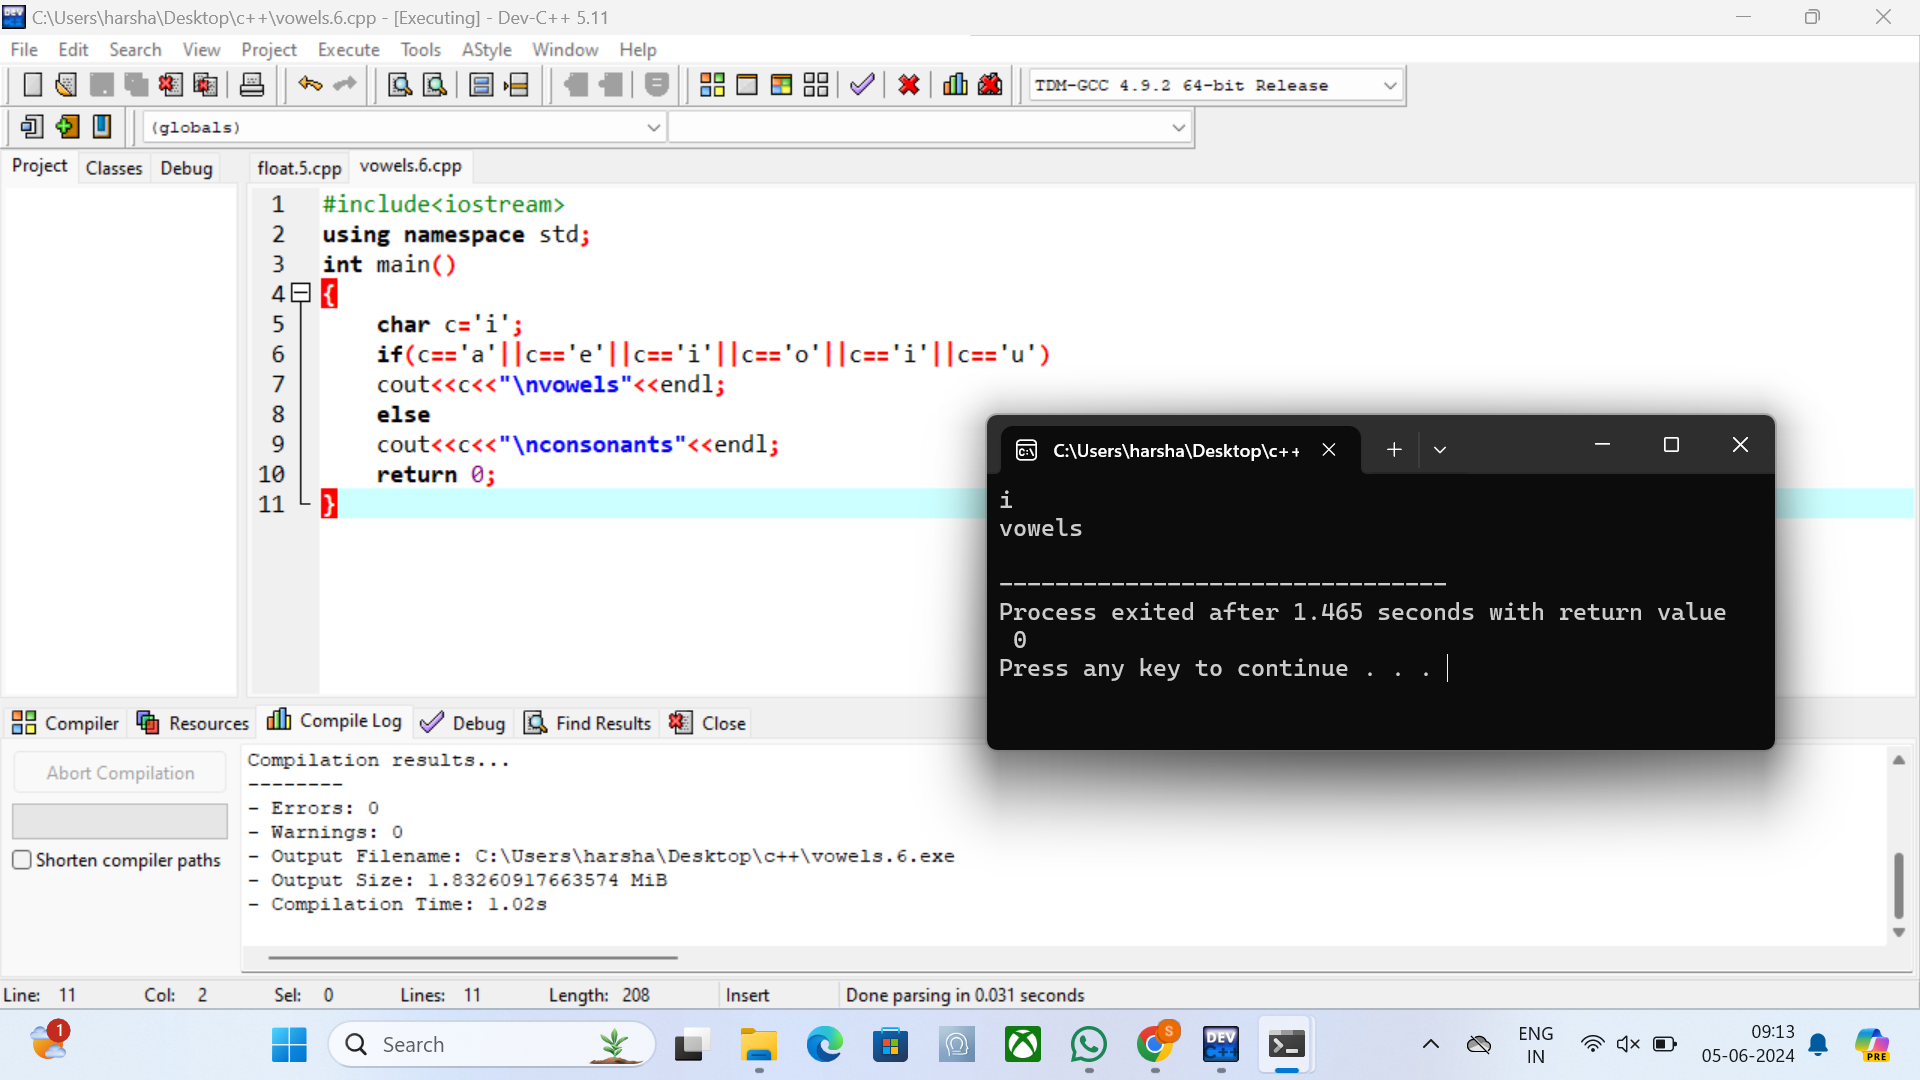 C:\Users\harsha\Desktop\c++\vowels.6.cpp - [Executing] - Dev-C++ 5.11
File Edit Search View Project Execute Tools AStyle Window Help
TDM-GCC 4.9.2 64-bit Release
(globals)
Project Classes Debug
float.5.cpp vowels.6.cpp
1 #include<iostream>
2 using namespace std;
3 int main()
4 {
5 char c='i';
6 if(c=='a'||c=='e'||c=='i'||c=='o'||c=='i'||c=='u')
7 cout<<c<<"\nvowels"<<endl;
8 else
9 cout<<c<<"\nconsonants"<<endl;
10 return 0;
11 }
C:\Users\harsha\Desktop\c++
i
vowels
--------------------------------
Process exited after 1.465 seconds with return value
0
Press any key to continue . . .
Compiler Resources Compile Log Debug Find Results Close
Abort Compilation
Shorten compiler paths
Compilation results...
--------
- Errors: 0
- Warnings: 0
- Output Filename: C:\Users\harsha\Desktop\c++\vowels.6.exe
- Output Size: 1.83260917663574 MiB
- Compilation Time: 1.02s
Line: 11 Col: 2 Sel: 0 Lines: 11 Length: 208 Insert Done parsing in 0.031 seconds
1
Search
S
DEV
C++
ENG
IN
09:13
05-06-2024
PRE